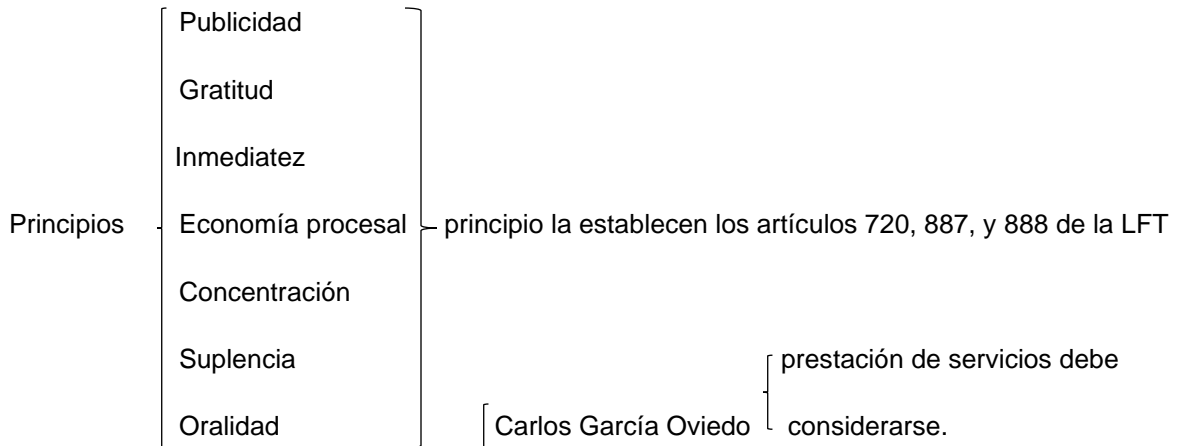 Publicidad
Gratitud
Inmediatez
Principios Economía procesal principio la establecen los artículos 720, 887, y 888 de la LFT
Concentración
Suplencia prestación de servicios debe
Oralidad Carlos García Oviedo considerarse.